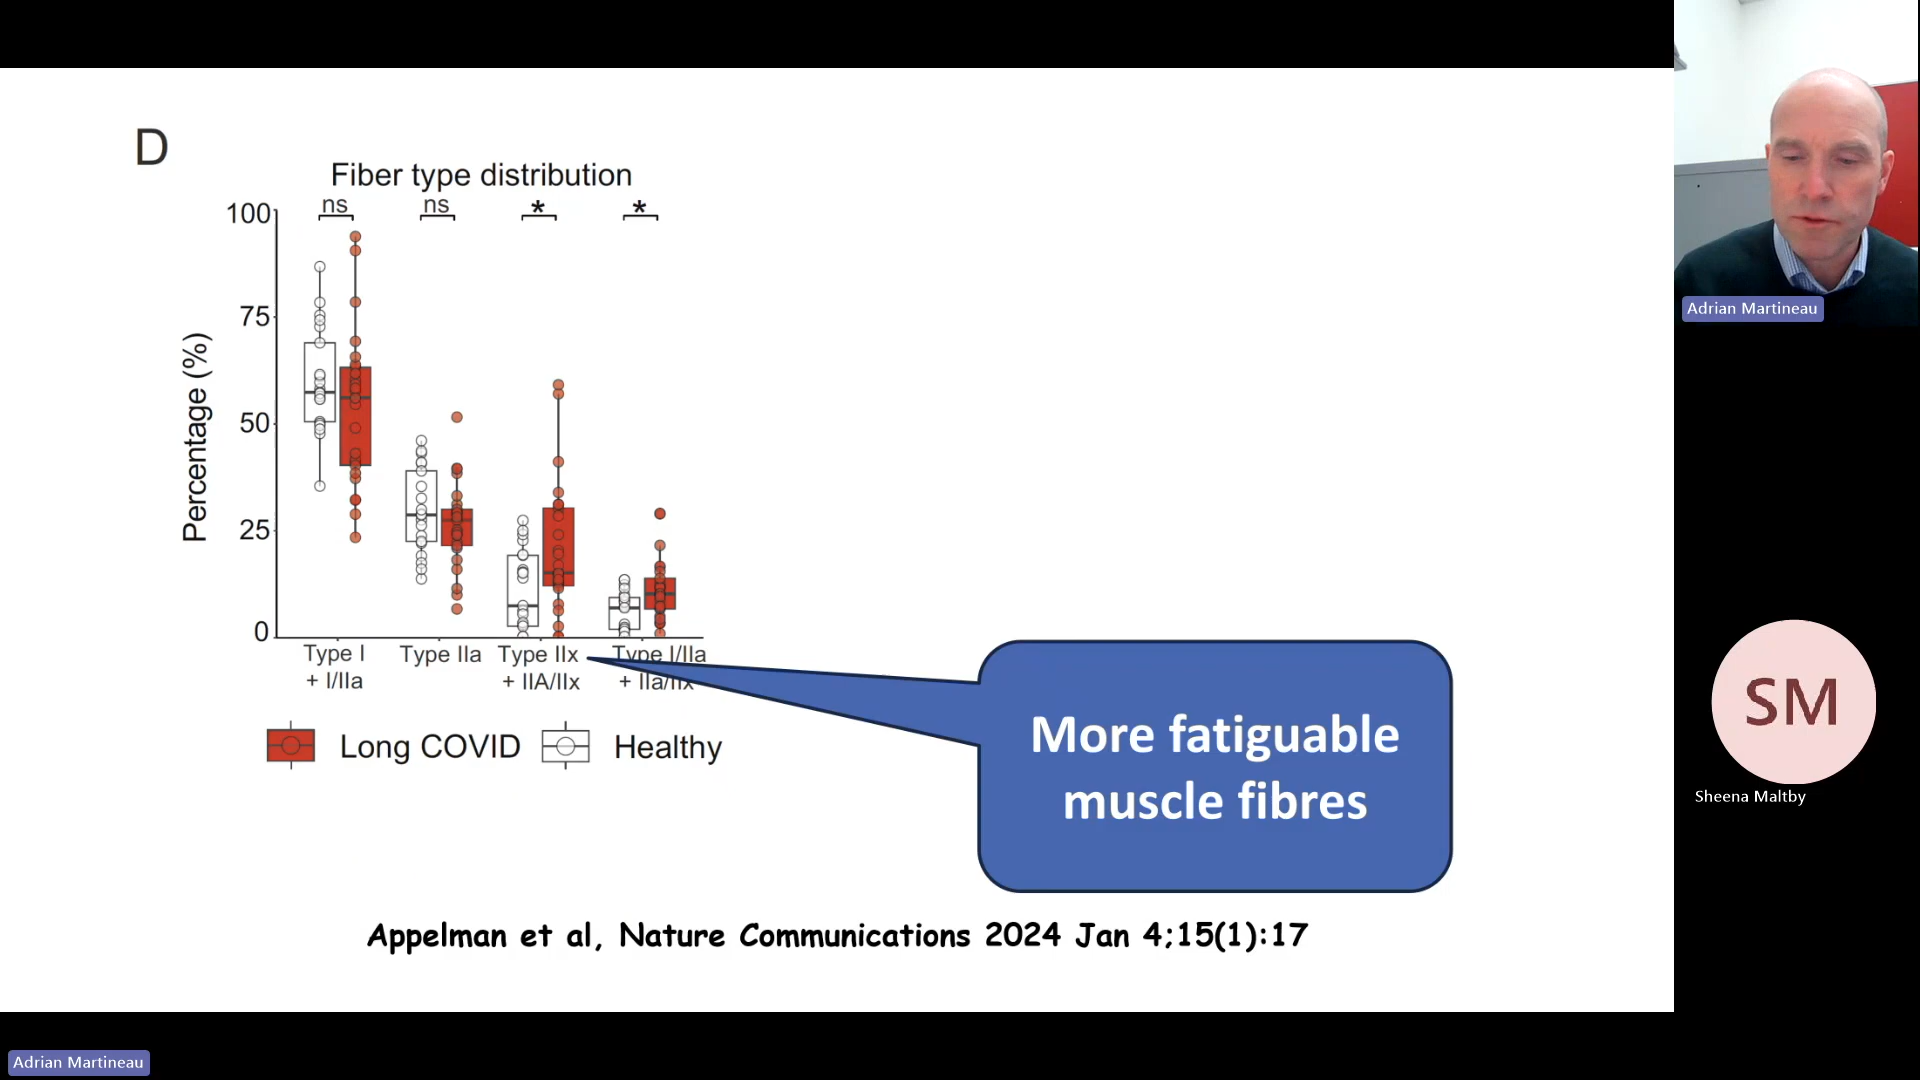 D
Fiber type distribution
ns ns * *
100
75
50
25
0
Percentage (%)
Type I Type IIa Type IIx Type I/IIa
+ I/IIa + IIA/IIx + IIa/IIx
Long COVID Healthy
More fatiguable
muscle fibres
Appelman et al, Nature Communications 2024 Jan 4;15(1):17
Adrian Martineau
SM
Sheena Maltby
Adrian Martineau